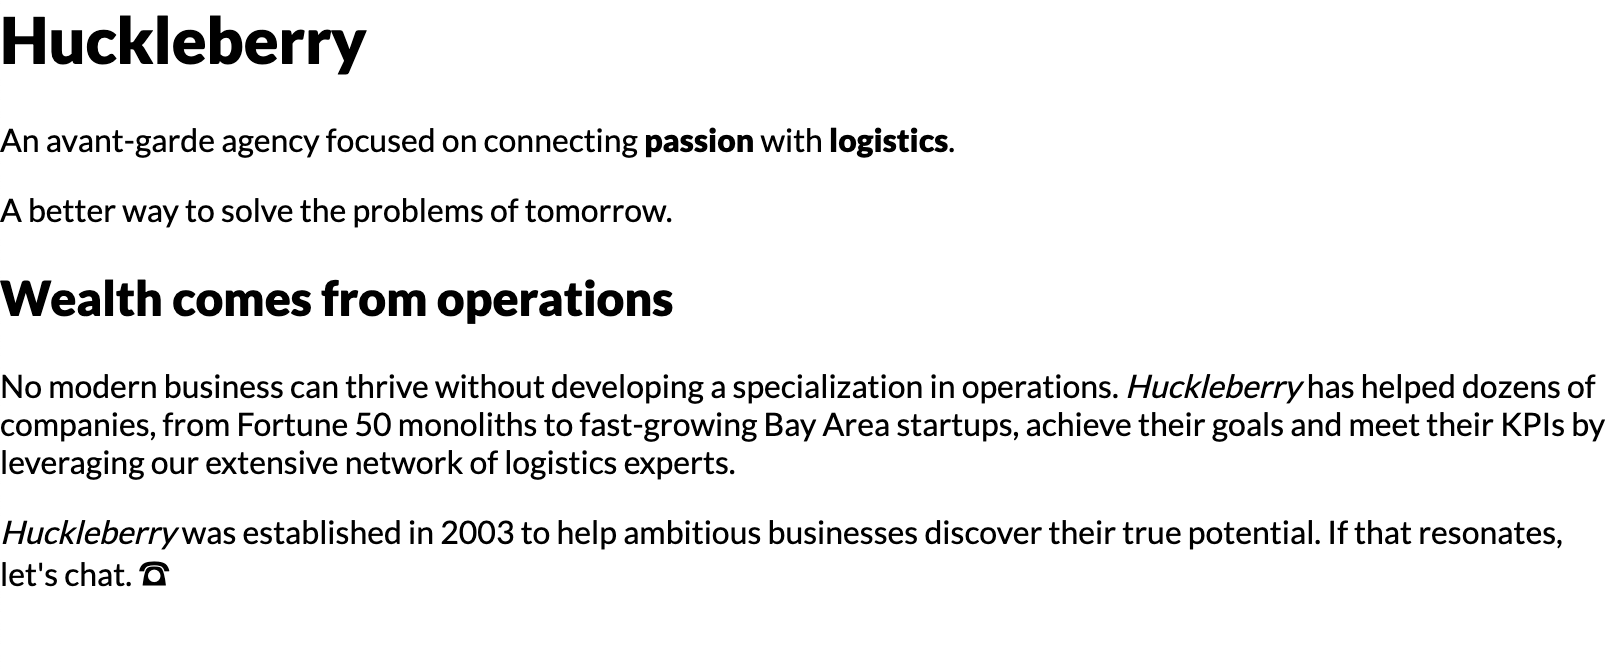 Huckleberry
An avant-garde agency focused on connecting passion with logistics.
A better way to solve the problems of tomorrow.
Wealth comes from operations
No modern business can thrive without developing a specialization in operations. Huckleberry has helped dozens of
companies, from Fortune 50 monoliths to fast-growing Bay Area startups, achieve their goals and meet their KPIs by
leveraging our extensive network of logistics experts.
Huckleberry was established in 2003 to help ambitious businesses discover their true potential. If that resonates,
let's chat. ☎